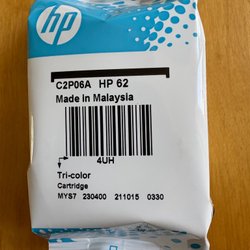 hp
C2P06A HP 62
Made in Malaysia
4UH
Tri-color
Cartridge
MYS7 230400 211015 0330